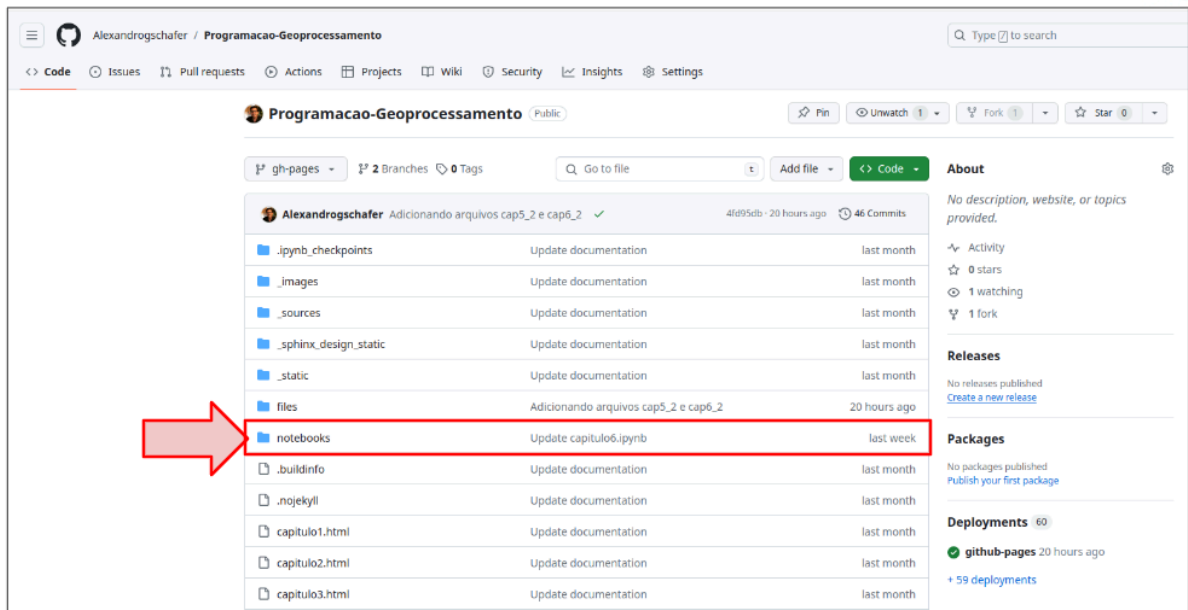 Alexandrogschafer / Programacao-Geoprocessamento
Type / to search
Code Issues Pull requests Actions Projects Wiki Security Insights Settings
Programacao-Geoprocessamento Public
Pin Unwatch 1 Fork 1 Star 0
gh-pages 2 Branches 0 Tags Go to file t Add file Code
About
Alexandrogschafer Adicionando arquivos cap5_2 e cap6_2 4fd95db · 20 hours ago 46 Commits
No description, website, or topics
provided.
.ipynb_checkpoints Update documentation last month
Activity
_images Update documentation last month
0 stars
1 watching
_sources Update documentation last month
1 fork
_sphinx_design_static Update documentation last month
Releases
_static Update documentation last month
No releases published
Create a new release
files Adicionando arquivos cap5_2 e cap6_2 20 hours ago
notebooks Update capitulo6.ipynb last week
Packages
.buildinfo Update documentation last month
No packages published
Publish your first package
.nojekyll Update documentation last month
Deployments 60
capitulo1.html Update documentation last month
github-pages 20 hours ago
capitulo2.html Update documentation last month
+ 59 deployments
capitulo3.html Update documentation last month